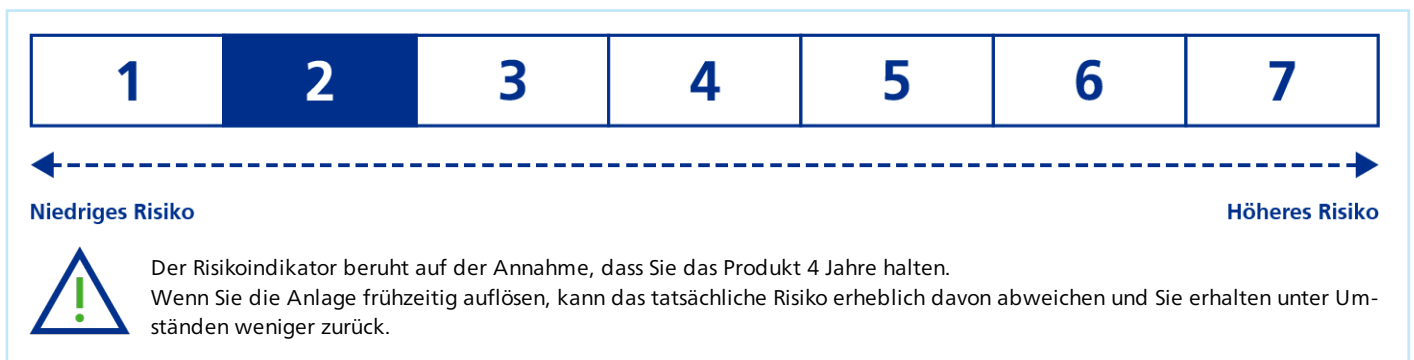 1 2 3 4 5 6 7
Niedriges Risiko Höheres Risiko
Der Risikoindikator beruht auf der Annahme, dass Sie das Produkt 4 Jahre halten.
Wenn Sie die Anlage frühzeitig auflösen, kann das tatsächliche Risiko erheblich davon abweichen und Sie erhalten unter Um-
ständen weniger zurück.